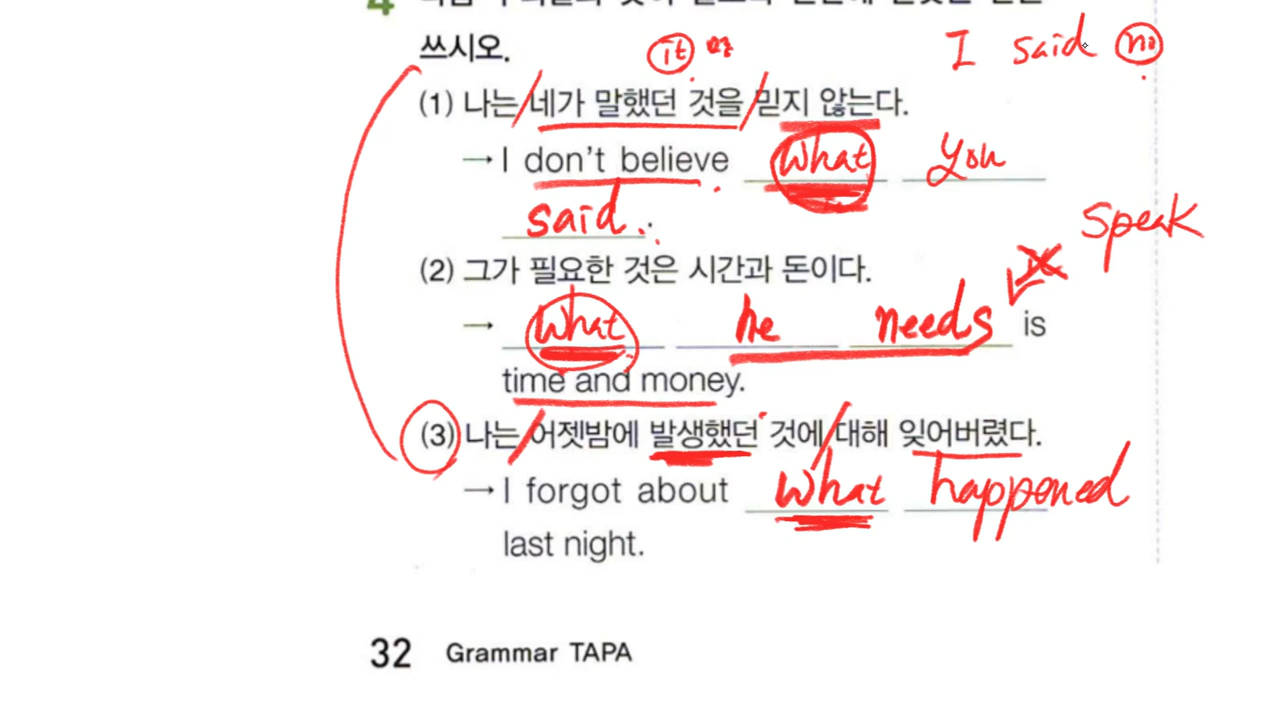 4
쓰시오.
it
I said no
(1) 나는 네가 말했던 것을 믿지 않는다.
→ I don't believe what you
said.
speak
(2) 그가 필요한 것은 시간과 돈이다.
→ what he needs is
time and money.
(3) 나는 어젯밤에 발생했던 것에 대해 잊어버렸다.
→ I forgot about what happened
last night.
32 Grammar TAPA